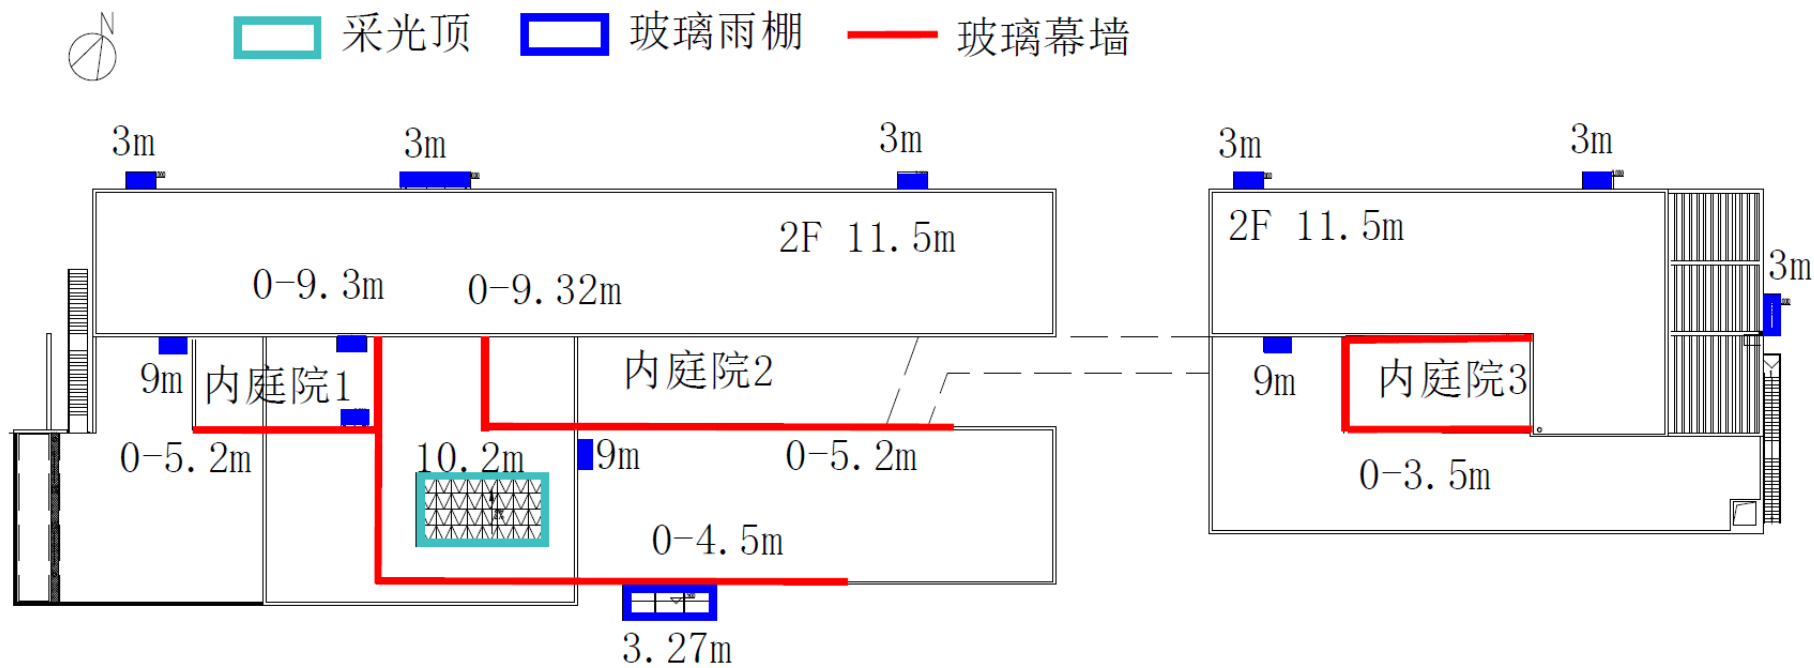 N
采光顶
玻璃雨棚
玻璃幕墙
3m
3m
3m
3m
3m
2F 11.5m
2F 11.5m
0-9.3m
0-9.32m
3m
9m
内庭院1
内庭院2
9m
内庭院3
0-5.2m
10.2m
9m
0-5.2m
0-3.5m
0-4.5m
3.27m